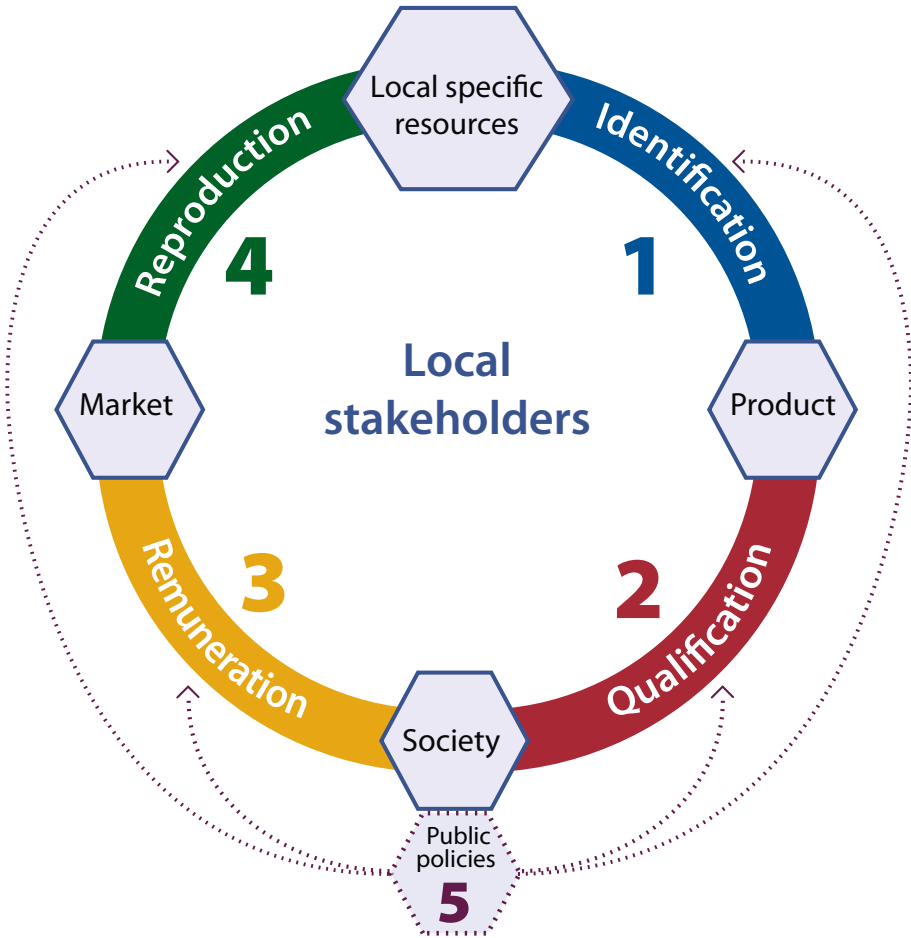 Local specific
resources
Identification
1
Product
Qualification
2
Society
Remuneration
3
Market
Reproduction
4
Local
stakeholders
Public
policies
5